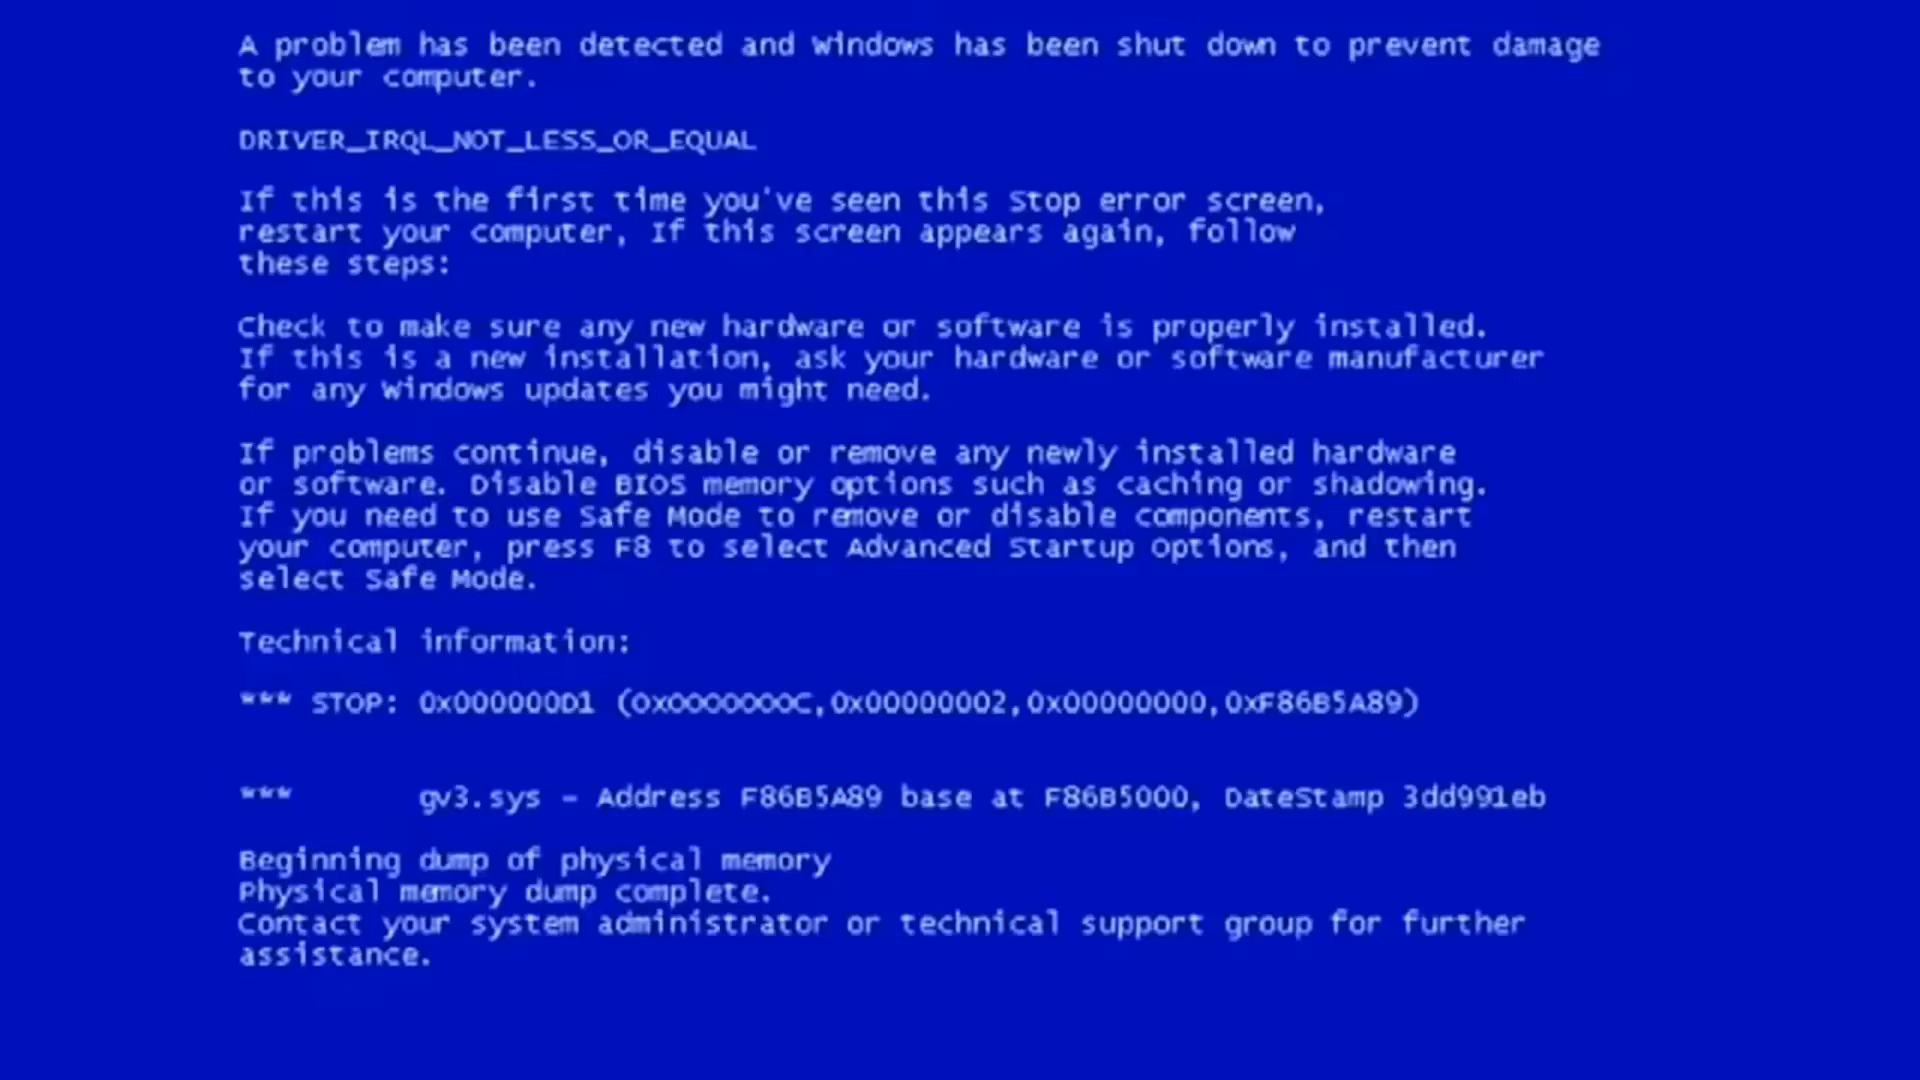 A problem has been detected and Windows has been shut down to prevent damage
to your computer.
DRIVER_IRQL_NOT_LESS_OR_EQUAL
If this is the first time you've seen this Stop error screen,
restart your computer, If this screen appears again, follow
these steps:
Check to make sure any new hardware or software is properly installed.
If this is a new installation, ask your hardware or software manufacturer
for any Windows updates you might need.
If problems continue, disable or remove any newly installed hardware
or software. Disable BIOS memory options such as caching or shadowing.
If you need to use Safe Mode to remove or disable components, restart
your computer, press F8 to select Advanced Startup Options, and then
select Safe Mode.
Technical information:
*** STOP: 0x000000D1 (0x0000000C,0x00000002,0x00000000,0xF86B5A89)
***       gv3.sys - Address F86B5A89 base at F86B5000, DateStamp 3dd991eb
Beginning dump of physical memory
Physical memory dump complete.
Contact your system administrator or technical support group for further
assistance.